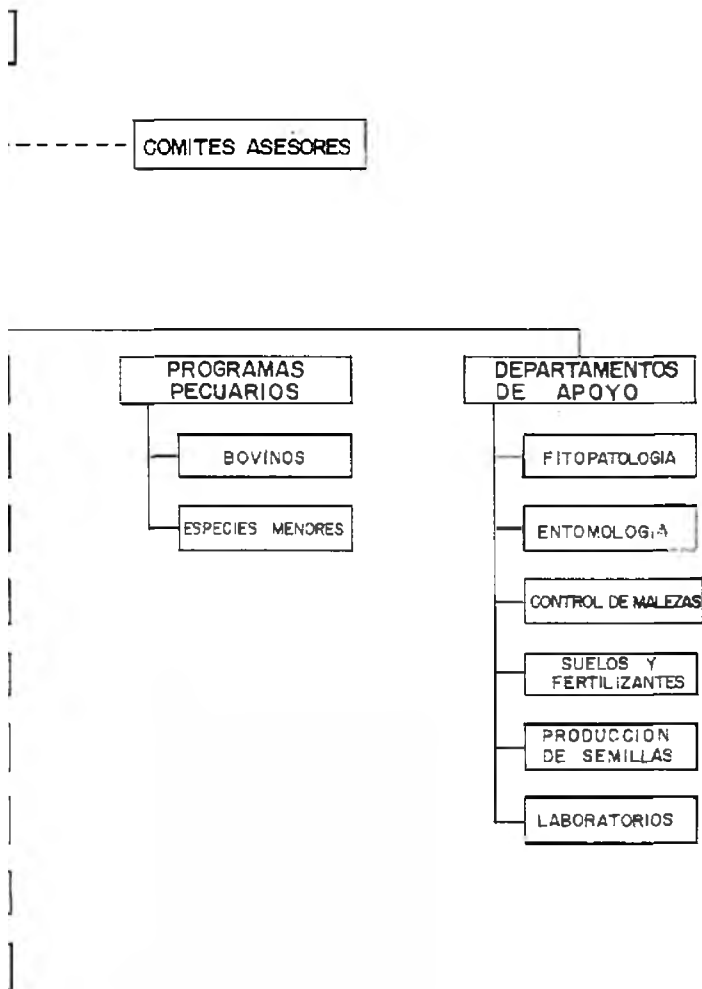 COMITES ASESORES
PROGRAMAS
PECUARIOS
BOVINOS
ESPECIES MENORES
DEPARTAMENTOS
DE APOYO
FITOPATOLOGIA
ENTOMOLOGIA
CONTROL DE MALEZAS
SUELOS Y
FERTILIZANTES
PRODUCCION
DE SEMILLAS
LABORATORIOS